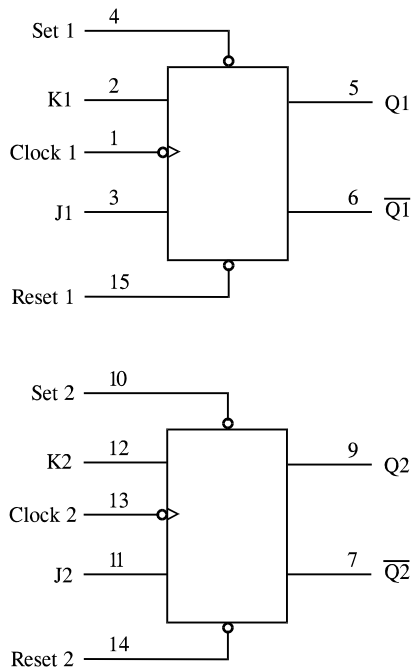 Set 1 4
K1 2 5 Q1
Clock 1 1
J1 3 6 Q1
Reset 1 15
Set 2 10
K2 12 9 Q2
Clock 2 13
J2 11 7 Q2
Reset 2 14